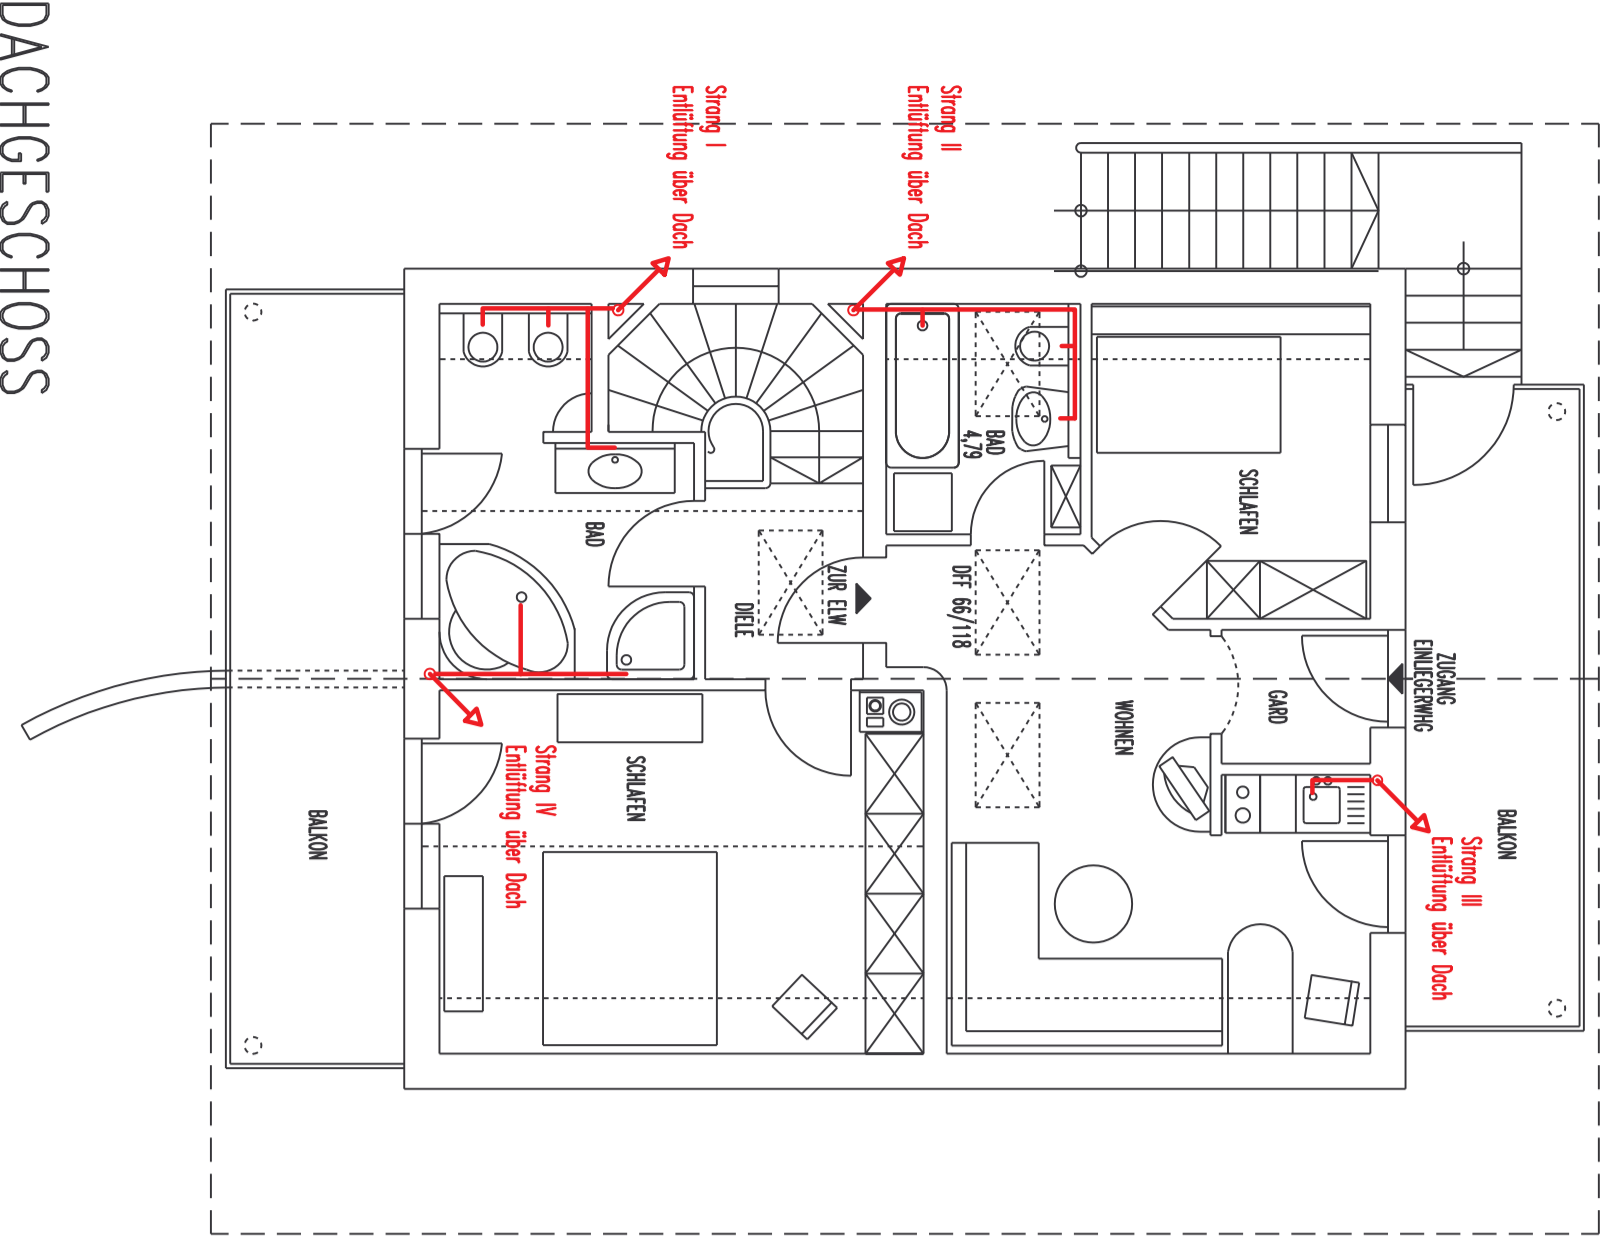 DACHGESCHOSS
Strang I
Entlüftung über Dach
Strang II
Entlüftung über Dach
BAD
4,79
SCHLAFEN
BAD
DIELE
ZUR ELW
DFF 66/118
ZUGANG
EINLIEGERWHG
GARD
WOHNEN
SCHLAFEN
Strang IV
Entlüftung über Dach
Strang III
Entlüftung über Dach
BALKON
BALKON